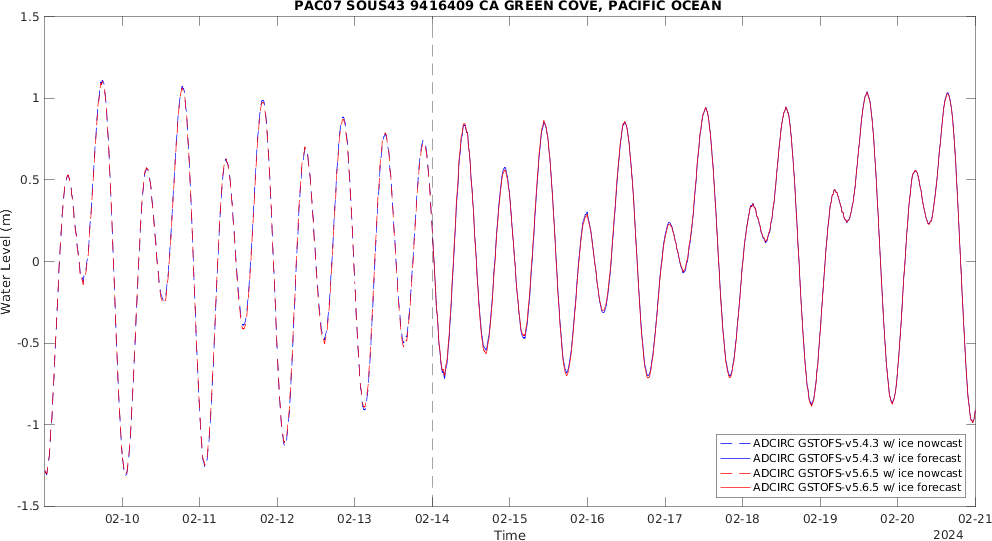 PAC07 SOUS43 9416409 CA GREEN COVE, PACIFIC OCEAN
1.5
1
0.5
0
-0.5
-1
-1.5
Water Level (m)
ADCIRC GSTOFS-v5.4.3 w/ ice nowcast
ADCIRC GSTOFS-v5.4.3 w/ ice forecast
ADCIRC GSTOFS-v5.6.5 w/ ice nowcast
ADCIRC GSTOFS-v5.6.5 w/ ice forecast
02-10 02-11 02-12 02-13 02-14 02-15 02-16 02-17 02-18 02-19 02-20 02-21
Time
2024